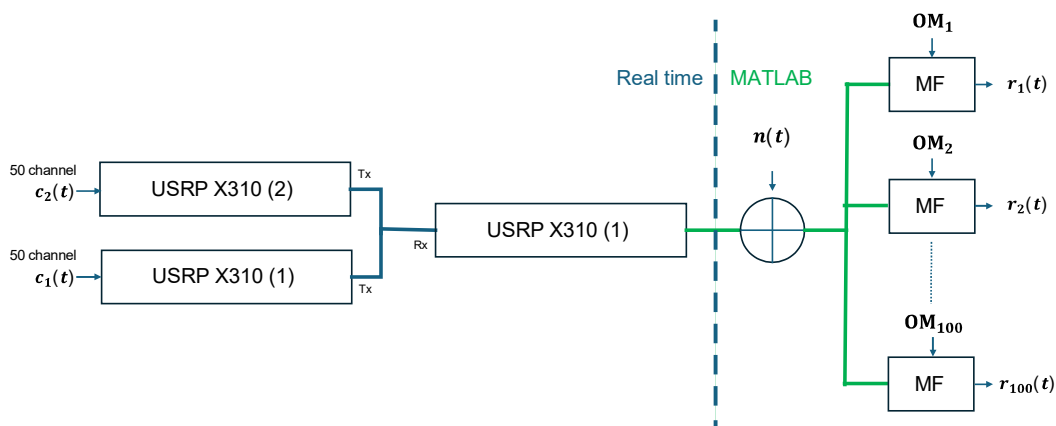 OM₁
Real time
MATLAB
MF
r₁(t)
n(t)
OM₂
50 channel
c₂(t)
USRP X310 (2)
Tx
MF
r₂(t)
USRP X310 (1)
Rx
50 channel
c₁(t)
USRP X310 (1)
Tx
OM₁₀₀
MF
r₁₀₀(t)